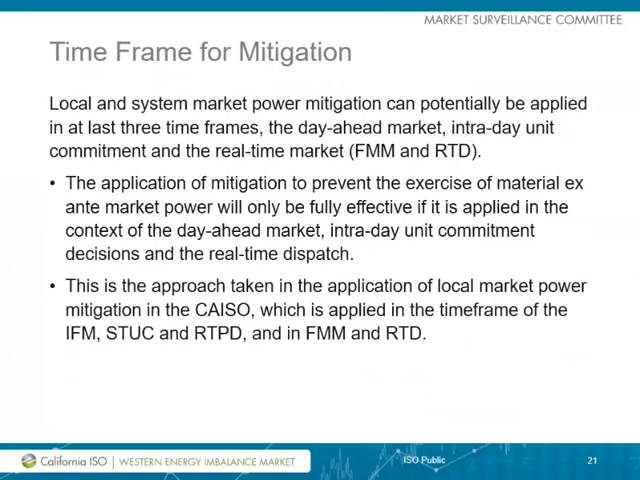 MARKET SURVEILLANCE COMMITTEE
Time Frame for Mitigation
Local and system market power mitigation can potentially be applied
in at last three time frames, the day-ahead market, intra-day unit
commitment and the real-time market (FMM and RTD).
• The application of mitigation to prevent the exercise of material ex
ante market power will only be fully effective if it is applied in the
context of the day-ahead market, intra-day unit commitment
decisions and the real-time dispatch.
• This is the approach taken in the application of local market power
mitigation in the CAISO, which is applied in the timeframe of the
IFM, STUC and RTPD, and in FMM and RTD.
California ISO | WESTERN ENERGY IMBALANCE MARKET
ISO Public
21